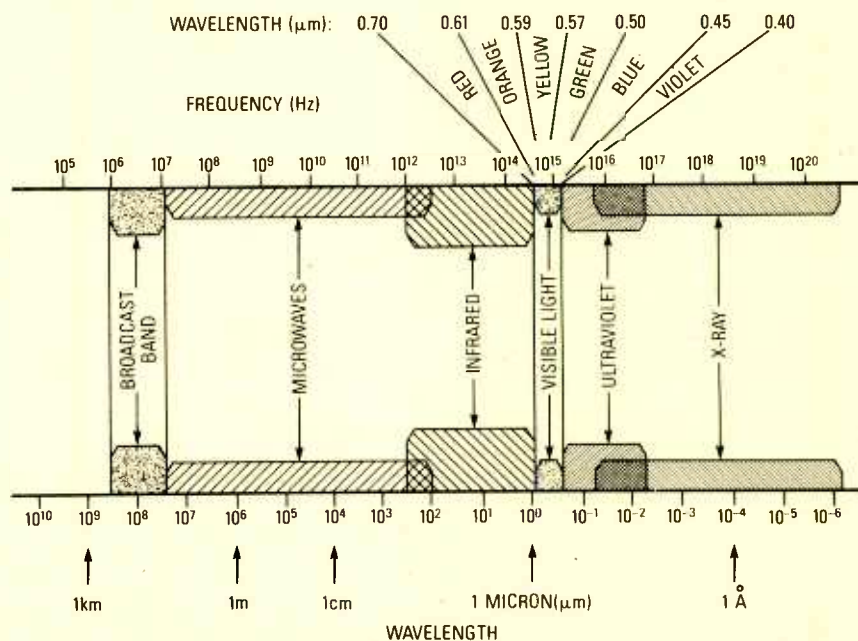 WAVELENGTH (μm): 0.70 0.61 0.59 0.57 0.50 0.45 0.40
RED ORANGE YELLOW GREEN BLUE VIOLET
FREQUENCY (Hz)
10⁵ 10⁶ 10⁷ 10⁸ 10⁹ 10¹⁰ 10¹¹ 10¹² 10¹³ 10¹⁴ 10¹⁵ 10¹⁶ 10¹⁷ 10¹⁸ 10¹⁹ 10²⁰
BROADCAST
BAND
MICROWAVES
INFRARED
VISIBLE LIGHT
ULTRAVIOLET
X-RAY
10¹⁰ 10⁹ 10⁸ 10⁷ 10⁶ 10⁵ 10⁴ 10³ 10² 10¹ 10⁰ 10⁻¹ 10⁻² 10⁻³ 10⁻⁴ 10⁻⁵ 10⁻⁶
1km 1m 1cm 1 MICRON(μm) 1 Å
WAVELENGTH